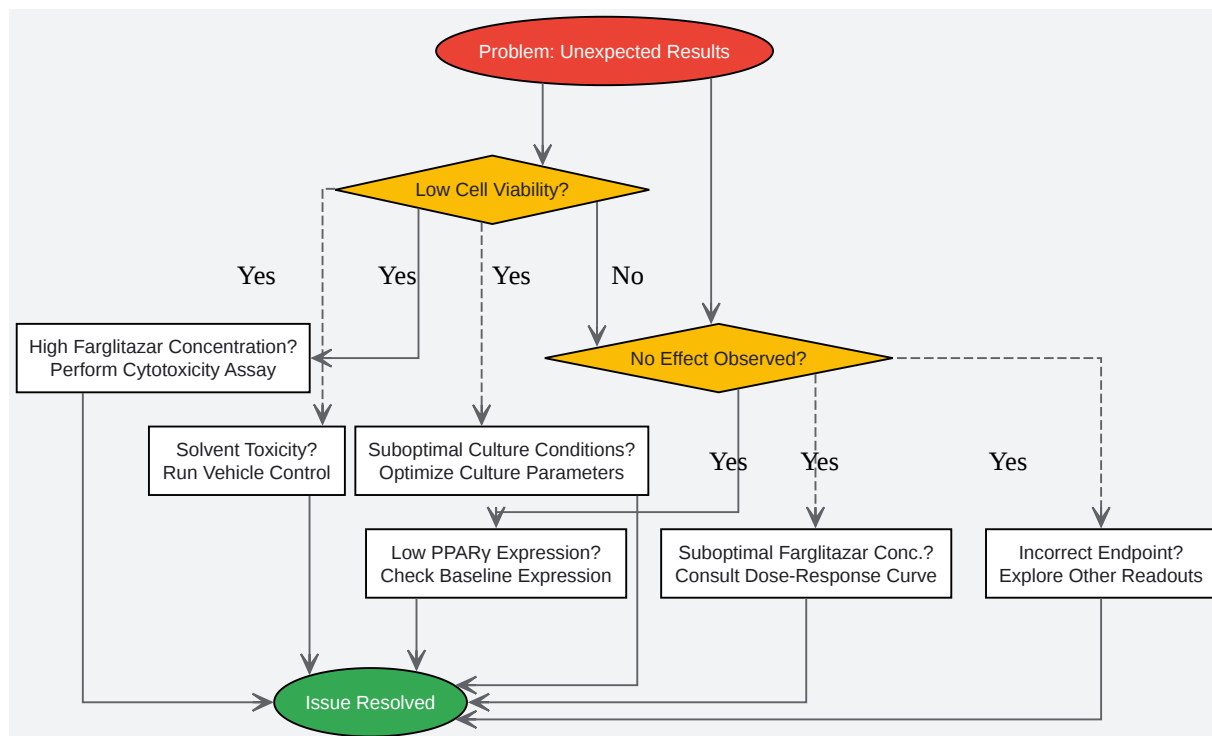 Problem: Unexpected Results
Low Cell Viability?
Yes
Yes
Yes
No
High Farglitazar Concentration?
Perform Cytotoxicity Assay
No Effect Observed?
Solvent Toxicity?
Run Vehicle Control
Suboptimal Culture Conditions?
Optimize Culture Parameters
Yes
Yes
Yes
Low PPARγ Expression?
Check Baseline Expression
Suboptimal Farglitazar Conc.?
Consult Dose-Response Curve
Incorrect Endpoint?
Explore Other Readouts
Issue Resolved